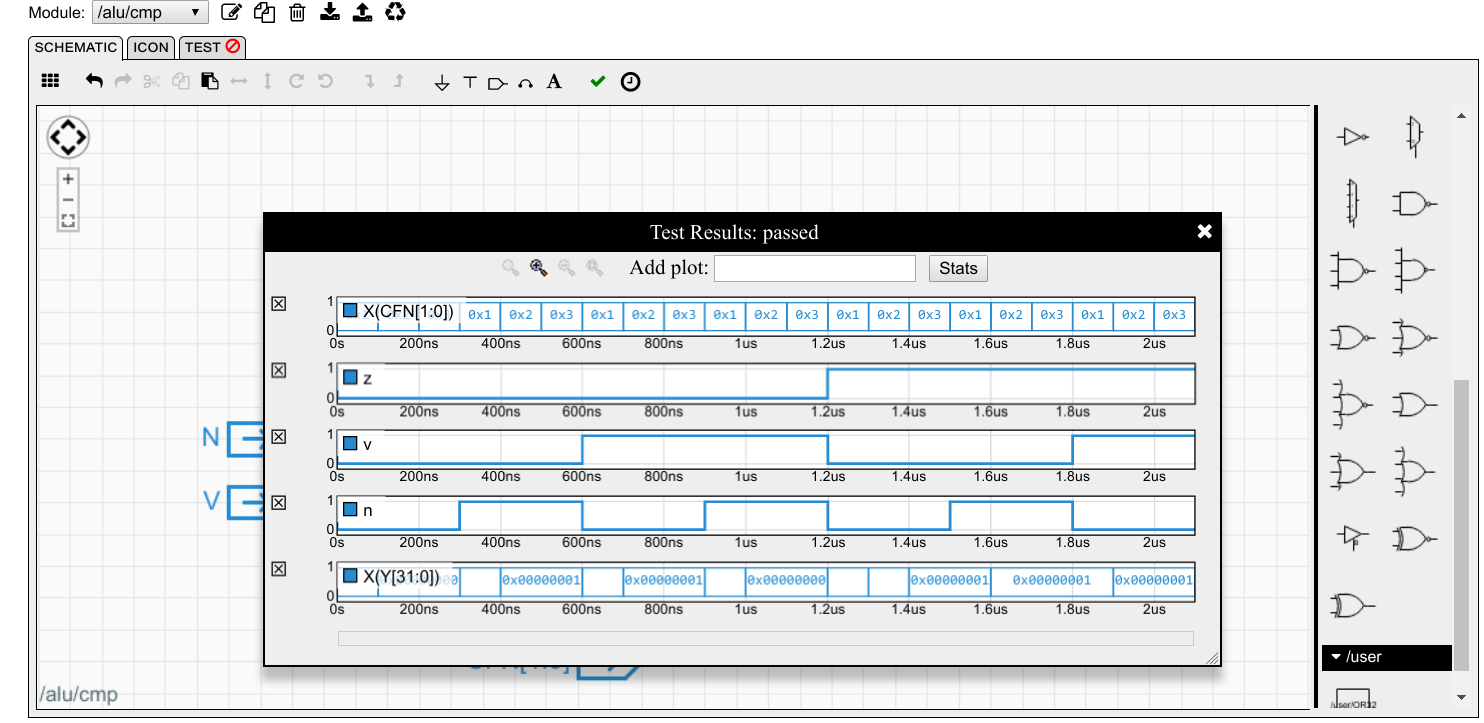 Module: /alu/cmp
SCHEMATIC ICON TEST
A
N
V
Test Results: passed
Add plot: Stats
1 X(CFN[1:0]) 0x1 0x2 0x3 0x1 0x2 0x3 0x1 0x2 0x3 0x1 0x2 0x3 0x1 0x2 0x3 0x1 0x2 0x3
0
0s 200ns 400ns 600ns 800ns 1us 1.2us 1.4us 1.6us 1.8us 2us
1 z
0
0s 200ns 400ns 600ns 800ns 1us 1.2us 1.4us 1.6us 1.8us 2us
1 v
0
0s 200ns 400ns 600ns 800ns 1us 1.2us 1.4us 1.6us 1.8us 2us
1 n
0
0s 200ns 400ns 600ns 800ns 1us 1.2us 1.4us 1.6us 1.8us 2us
1 X(Y[31:0]) 0x00000001 0x00000001 0x00000000 0x00000001 0x00000001 0x00000001
0
0s 200ns 400ns 600ns 800ns 1us 1.2us 1.4us 1.6us 1.8us 2us
/alu/cmp
/user
/user/OR32